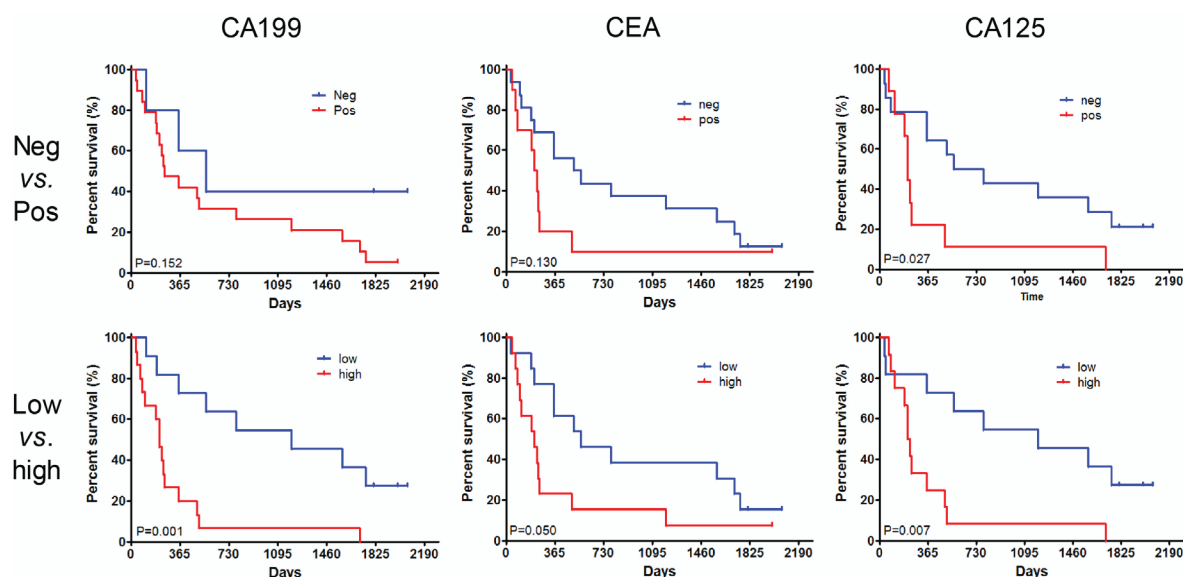 CA199
CEA
CA125
Neg
vs.
Pos
Percent survival (%)
100
80
60
40
20
0
Neg
Pos
P=0.152
0 365 730 1095 1460 1825 2190
Days
Percent survival (%)
100
80
60
40
20
0
neg
pos
P=0.130
0 365 730 1095 1460 1825 2190
Days
Percent survival (%)
100
80
60
40
20
0
neg
pos
P=0.027
0 365 730 1095 1460 1825 2190
Time
Low
vs.
high
Percent survival (%)
100
80
60
40
20
0
low
high
P=0.001
0 365 730 1095 1460 1825 2190
Days
Percent survival (%)
100
80
60
40
20
0
low
high
P=0.050
0 365 730 1095 1460 1825 2190
Days
Percent survival (%)
100
80
60
40
20
0
low
high
P=0.007
0 365 730 1095 1460 1825 2190
Days